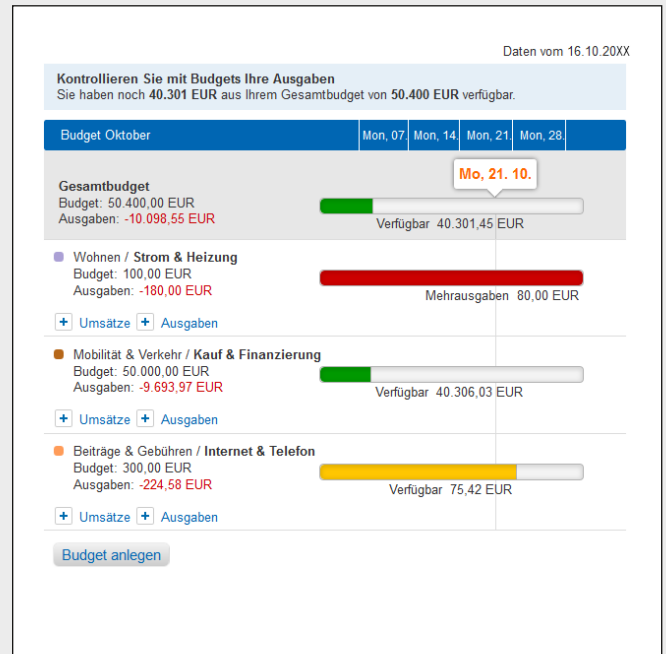 Daten vom 16.10.20XX
Kontrollieren Sie mit Budgets Ihre Ausgaben
Sie haben noch 40.301 EUR aus Ihrem Gesamtbudget von 50.400 EUR verfügbar.
Budget Oktober Mon, 07. Mon, 14. Mon, 21. Mon, 28.
Mo, 21. 10.
Gesamtbudget
Budget: 50.400,00 EUR
Ausgaben: -10.098,55 EUR
Verfügbar 40.301,45 EUR
Wohnen / Strom & Heizung
Budget: 100,00 EUR
Ausgaben: -180,00 EUR
Mehrausgaben 80,00 EUR
+ Umsätze + Ausgaben
Mobilität & Verkehr / Kauf & Finanzierung
Budget: 50.000,00 EUR
Ausgaben: -9.693,97 EUR
Verfügbar 40.306,03 EUR
+ Umsätze + Ausgaben
Beiträge & Gebühren / Internet & Telefon
Budget: 300,00 EUR
Ausgaben: -224,58 EUR
Verfügbar 75,42 EUR
+ Umsätze + Ausgaben
Budget anlegen